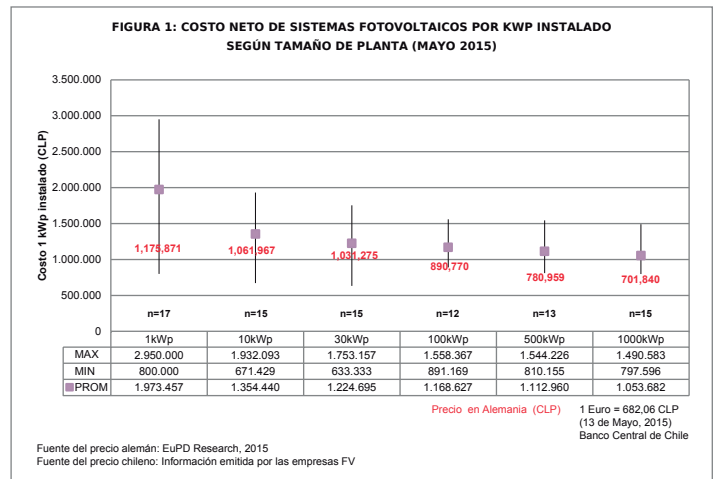 FIGURA 1: COSTO NETO DE SISTEMAS FOTOVOLTAICOS POR KWP INSTALADO
SEGÚN TAMAÑO DE PLANTA (MAYO 2015)
Costo 1 kWp instalado (CLP)
3.500.000
3.000.000
2.500.000
2.000.000
1.500.000
1.000.000
500.000
0
1,175,871 1,061,967 1,031,275 890,770 780,959 701,840
n=17 n=15 n=15 n=12 n=13 n=15
1kWp 10kWp 30kWp 100kWp 500kWp 1000kWp
MAX 2.950.000 1.932.093 1.753.157 1.558.367 1.544.226 1.490.583
MIN 800.000 671.429 633.333 891.169 810.155 797.596
PROM 1.973.457 1.354.440 1.224.695 1.168.627 1.112.960 1.053.682
Precio en Alemania (CLP) 1 Euro = 682,06 CLP
(13 de Mayo, 2015)
Banco Central de Chile
Fuente del precio alemán: EuPD Research, 2015
Fuente del precio chileno: Información emitida por las empresas FV